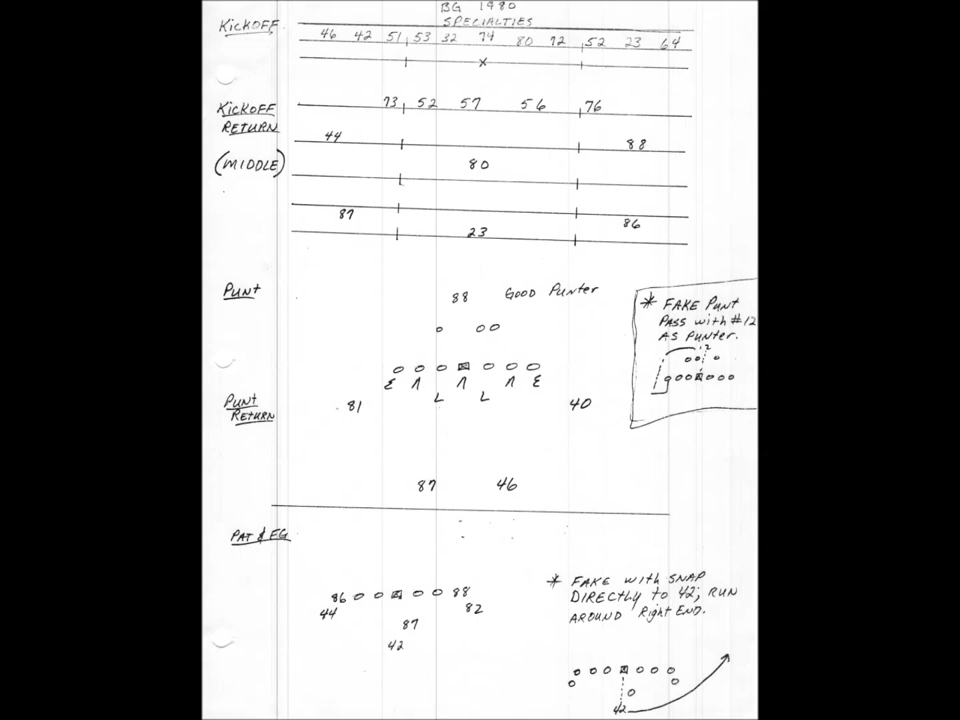 BG 1980
SPECIALTIES
KICKOFF
46 42 51 53 32 74 80 72 52 23 64
X
KICKOFF
RETURN
73 52 57 56 76
44 88
(MIDDLE)
80
87 86
23
PUNT
88 GOOD PUNTER
* FAKE PUNT
PASS with #12
AS PUNTER.
12
E Λ Λ Λ E
L L
PUNT
RETURN
81 40
87 46
PAT & FG
86 88
44 82
87
42
* FAKE with SNAP
DIRECTLY to 42; RUN
AROUND Right END.
42